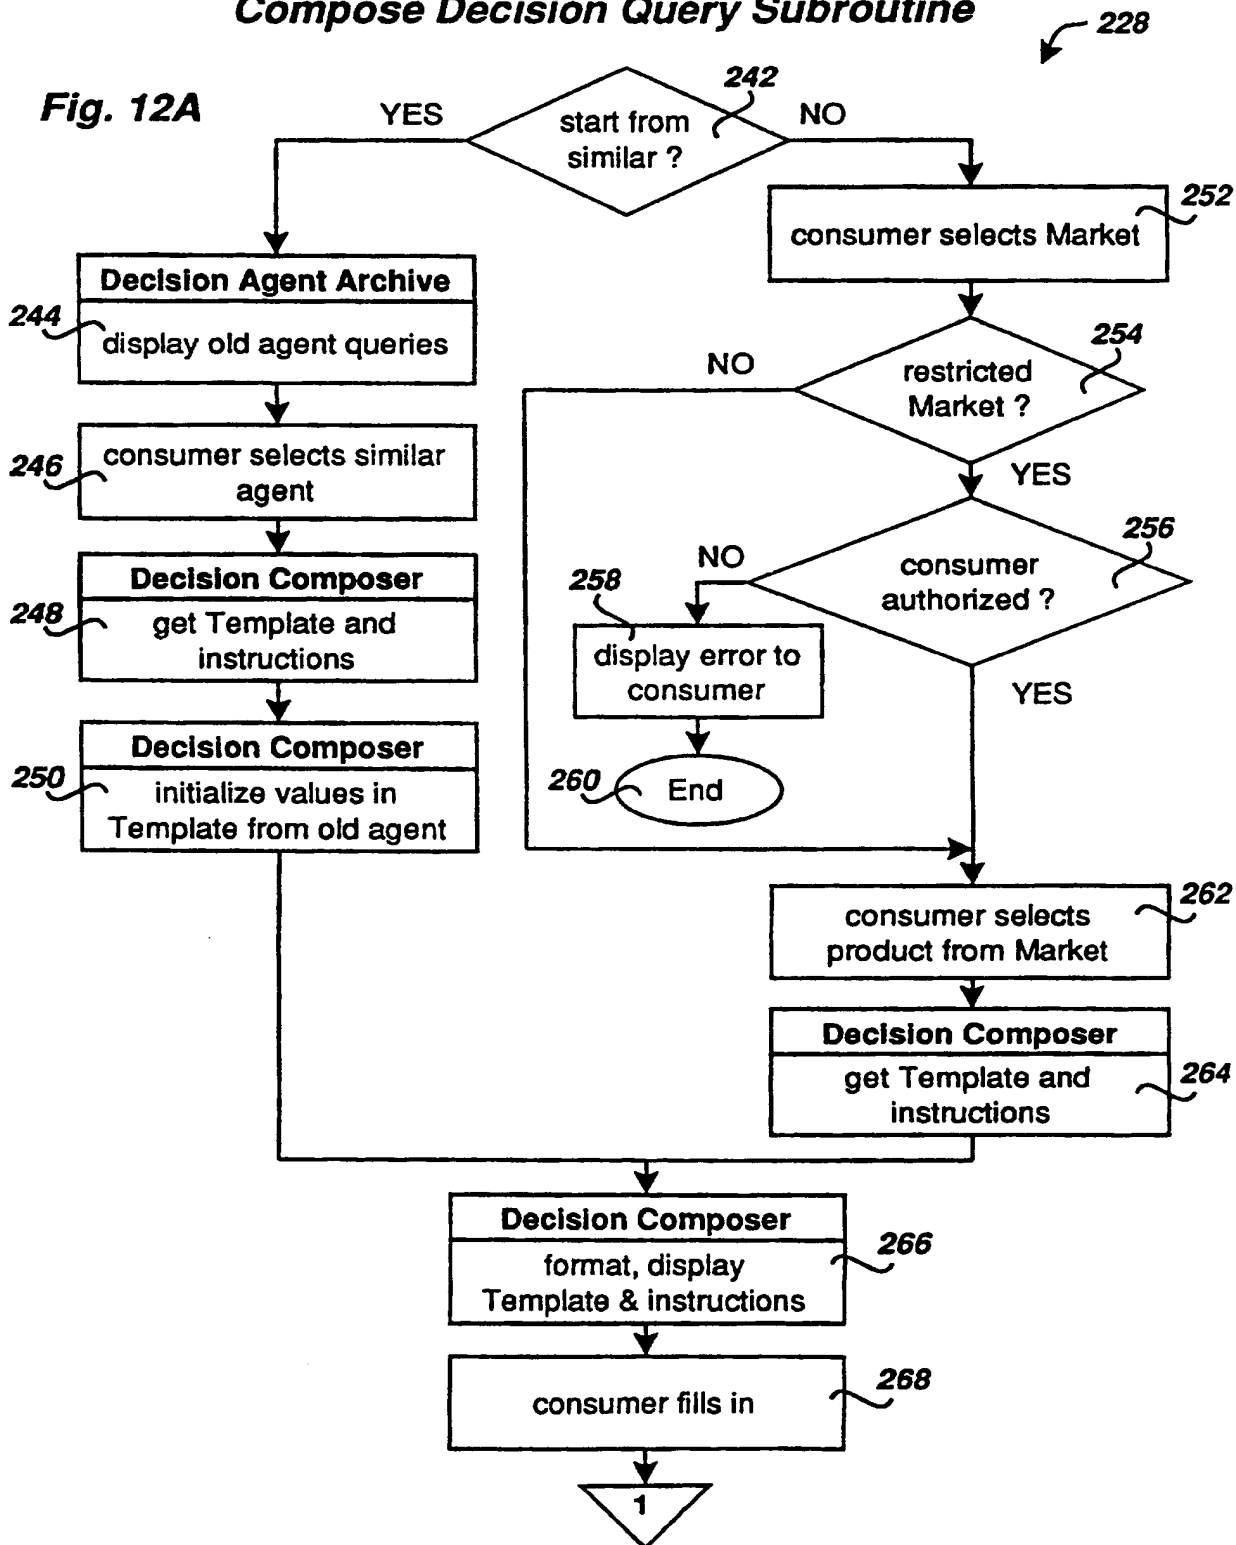 Compose Decision Query Subroutine
228
Fig. 12A
YES
start from
similar ?
242
NO
252
consumer selects Market
Decision Agent Archive
244
display old agent queries
NO
restricted
Market ?
254
YES
246
consumer selects similar
agent
NO
consumer
authorized ?
256
YES
Decision Composer
248
get Template and
instructions
258
display error to
consumer
260
End
Decision Composer
250
initialize values in
Template from old agent
262
consumer selects
product from Market
Decision Composer
264
get Template and
instructions
Decision Composer
266
format, display
Template & instructions
268
consumer fills in
1